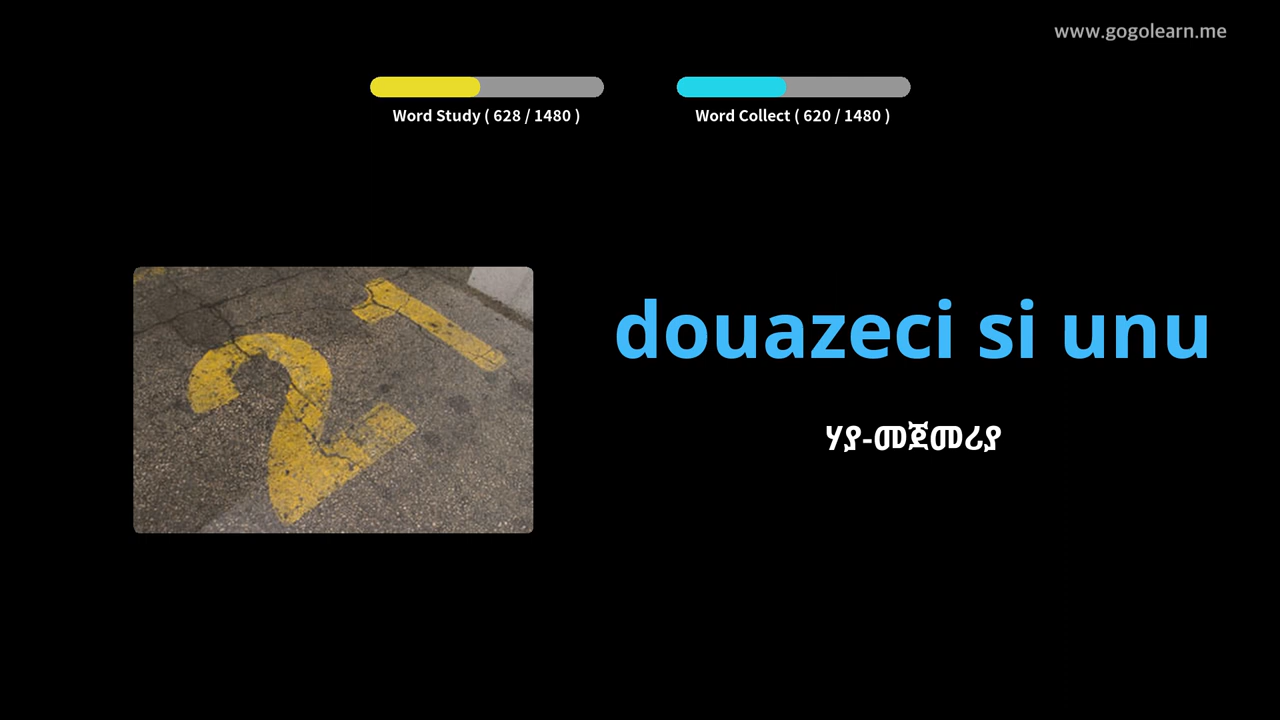 www.gogolearn.me
Word Study ( 628 / 1480 )
Word Collect ( 620 / 1480 )
21
douazeci si unu
ሃያ-መጀመሪያ